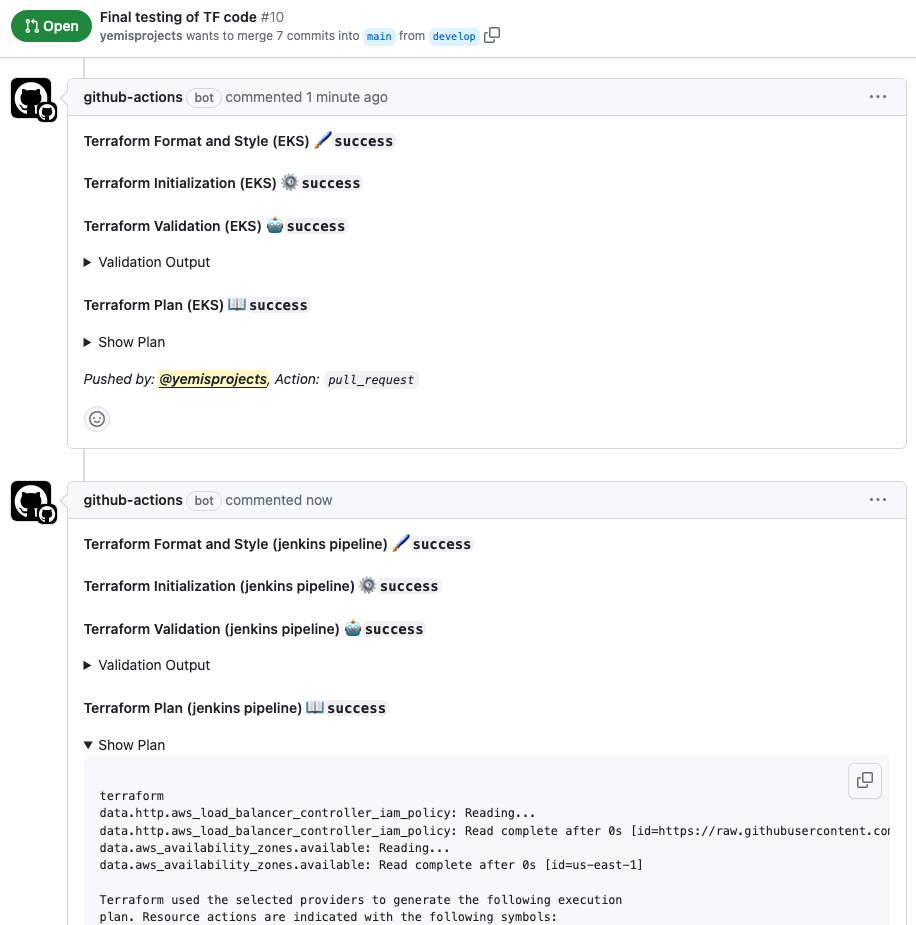 Open
Final testing of TF code #10
yemisprojects wants to merge 7 commits into main from develop
github-actions bot commented 1 minute ago
Terraform Format and Style (EKS) 🖌success
Terraform Initialization (EKS) ⚙️success
Terraform Validation (EKS) 🤖success
Validation Output
Terraform Plan (EKS) 📖success
Show Plan
Pushed by: @yemisprojects, Action: pull_request
github-actions bot commented now
Terraform Format and Style (jenkins pipeline) 🖌success
Terraform Initialization (jenkins pipeline) ⚙️success
Terraform Validation (jenkins pipeline) 🤖success
Validation Output
Terraform Plan (jenkins pipeline) 📖success
Show Plan
terraform
data.http.aws_load_balancer_controller_iam_policy: Reading...
data.http.aws_load_balancer_controller_iam_policy: Read complete after 0s [id=https://raw.githubusercontent.com
data.aws_availability_zones.available: Reading...
data.aws_availability_zones.available: Read complete after 0s [id=us-east-1]
Terraform used the selected providers to generate the following execution
plan. Resource actions are indicated with the following symbols: